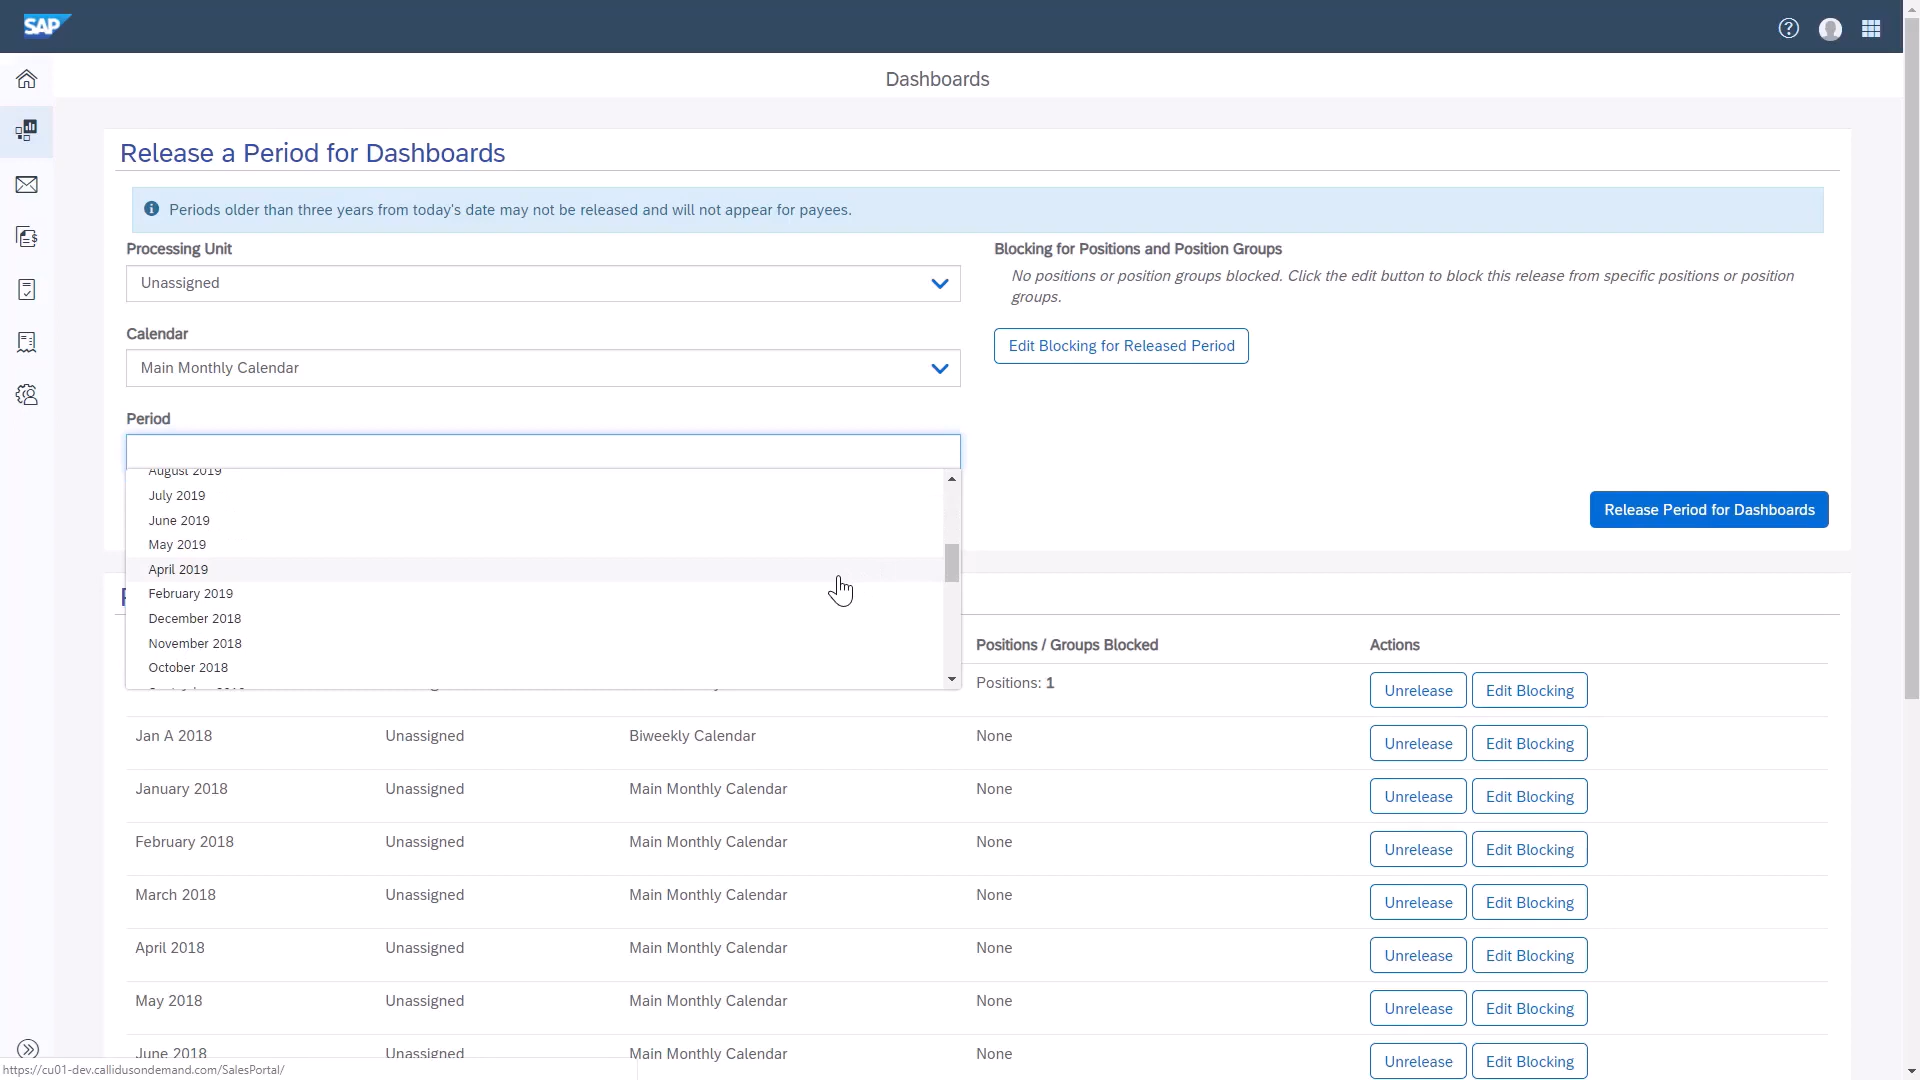 SAP
Dashboards
Release a Period for Dashboards
Periods older than three years from today's date may not be released and will not appear for payees.
Processing Unit
Unassigned
Calendar
Main Monthly Calendar
Period
Blocking for Positions and Position Groups
No positions or position groups blocked. Click the edit button to block this release from specific positions or position
groups.
Edit Blocking for Released Period
August 2019
July 2019
June 2019
May 2019
April 2019
February 2019
December 2018
November 2018
October 2018
Release Period for Dashboards
Positions / Groups Blocked Actions
Positions: 1 Unrelease Edit Blocking
Jan A 2018 Unassigned Biweekly Calendar None Unrelease Edit Blocking
January 2018 Unassigned Main Monthly Calendar None Unrelease Edit Blocking
February 2018 Unassigned Main Monthly Calendar None Unrelease Edit Blocking
March 2018 Unassigned Main Monthly Calendar None Unrelease Edit Blocking
April 2018 Unassigned Main Monthly Calendar None Unrelease Edit Blocking
May 2018 Unassigned Main Monthly Calendar None Unrelease Edit Blocking
June 2018 Unassigned Main Monthly Calendar None Unrelease Edit Blocking
https://cu01-dev.callidusondemand.com/SalesPortal/